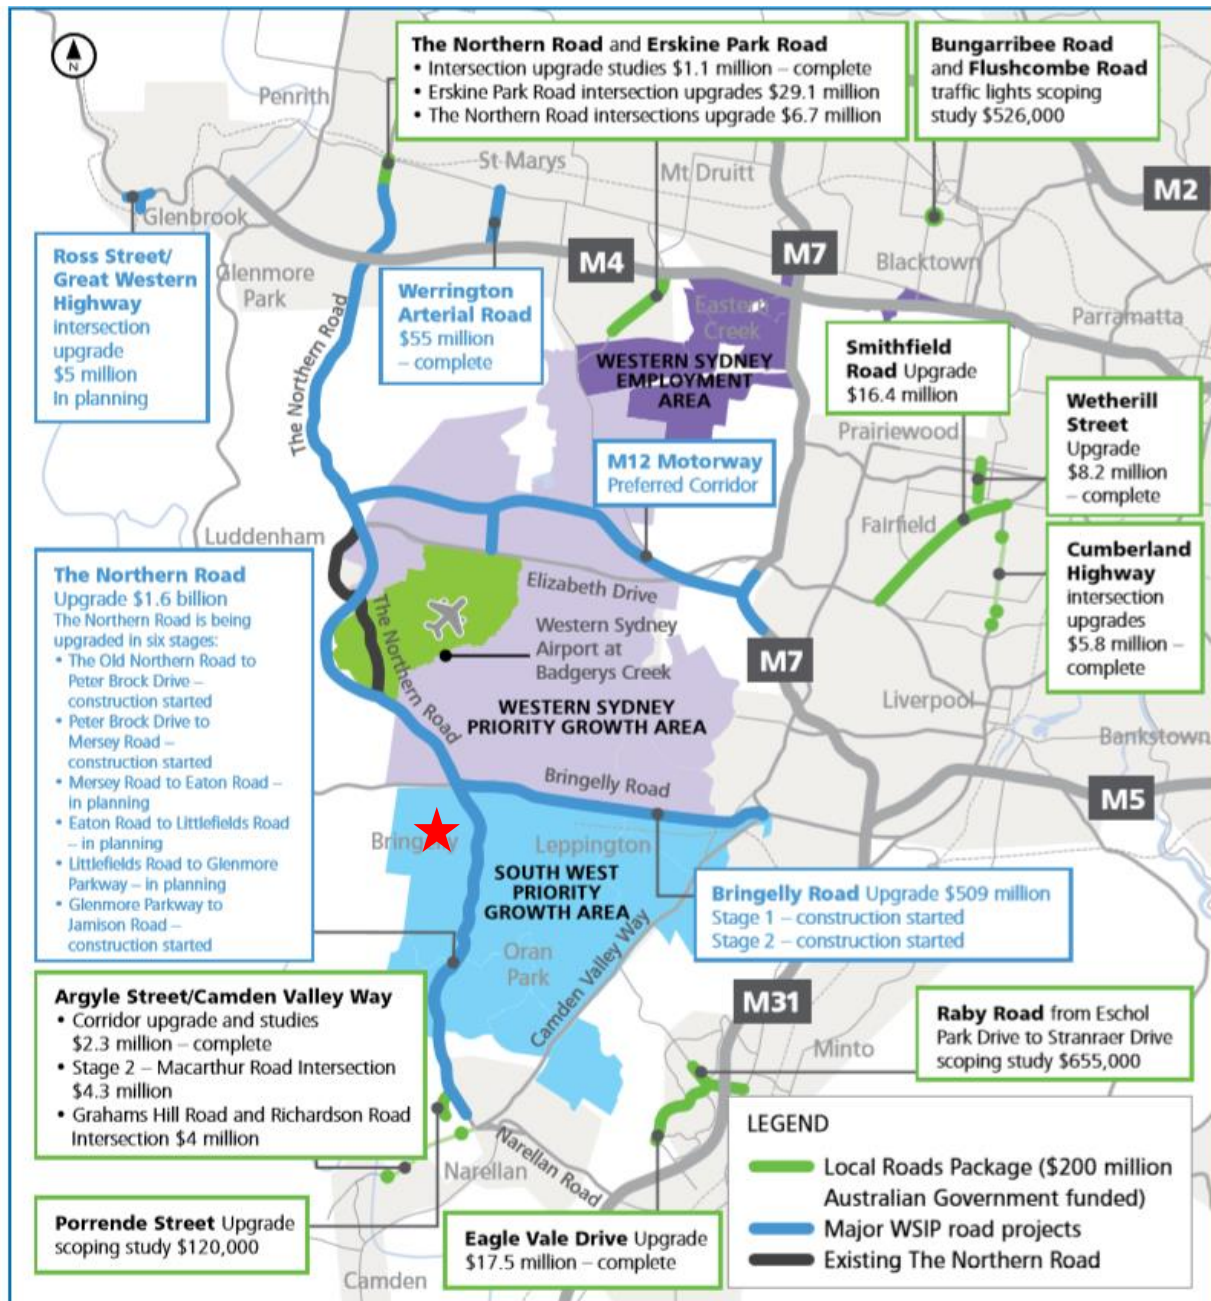 N
The Northern Road and Erskine Park Road
• Intersection upgrade studies $1.1 million – complete
• Erskine Park Road intersection upgrades $29.1 million
• The Northern Road intersections upgrade $6.7 million
Bungarribee Road
and Flushcombe Road
traffic lights scoping
study $526,000
Penrith
St Marys
Mt Druitt
M2
Glenbrook
M4
M7
Blacktown
Ross Street/
Great Western
Highway
intersection
upgrade
$5 million
In planning
Glenmore
Park
Werrington
Arterial Road
$55 million
– complete
Eastern
Creek
Parramatta
The Northern Road
WESTERN SYDNEY
EMPLOYMENT
AREA
Smithfield
Road Upgrade
$16.4 million
Wetherill
Street
Upgrade
$8.2 million
– complete
Prairiewood
M12 Motorway
Preferred Corridor
Fairfield
Luddenham
Cumberland
Highway
intersection
upgrades
$5.8 million –
complete
The Northern Road
Upgrade $1.6 billion
The Northern Road is being
upgraded in six stages:
• The Old Northern Road to
Peter Brock Drive –
construction started
• Peter Brock Drive to
Mersey Road –
construction started
• Mersey Road to Eaton Road –
in planning
• Eaton Road to Littlefields Road
– in planning
• Littlefields Road to Glenmore
Parkway – in planning
• Glenmore Parkway to
Jamison Road –
construction started
Elizabeth Drive
The Northern Road
Western Sydney
Airport at
Badgerys Creek
M7
Liverpool
WESTERN SYDNEY
PRIORITY GROWTH AREA
Bankstown
Bringelly Road
M5
Bringelly
Leppington
SOUTH WEST
PRIORITY
GROWTH AREA
Bringelly Road Upgrade $509 million
Stage 1 – construction started
Stage 2 – construction started
Oran
Park
Camden Valley Way
Argyle Street/Camden Valley Way
• Corridor upgrade and studies
$2.3 million – complete
• Stage 2 – Macarthur Road Intersection
$4.3 million
• Grahams Hill Road and Richardson Road
Intersection $4 million
M31
Minto
Raby Road from Eschol
Park Drive to Stranraer Drive
scoping study $655,000
Narellan
Narellan Road
Porrende Street Upgrade
scoping study $120,000
Eagle Vale Drive Upgrade
$17.5 million – complete
Camden
LEGEND
Local Roads Package ($200 million
Australian Government funded)
Major WSIP road projects
Existing The Northern Road